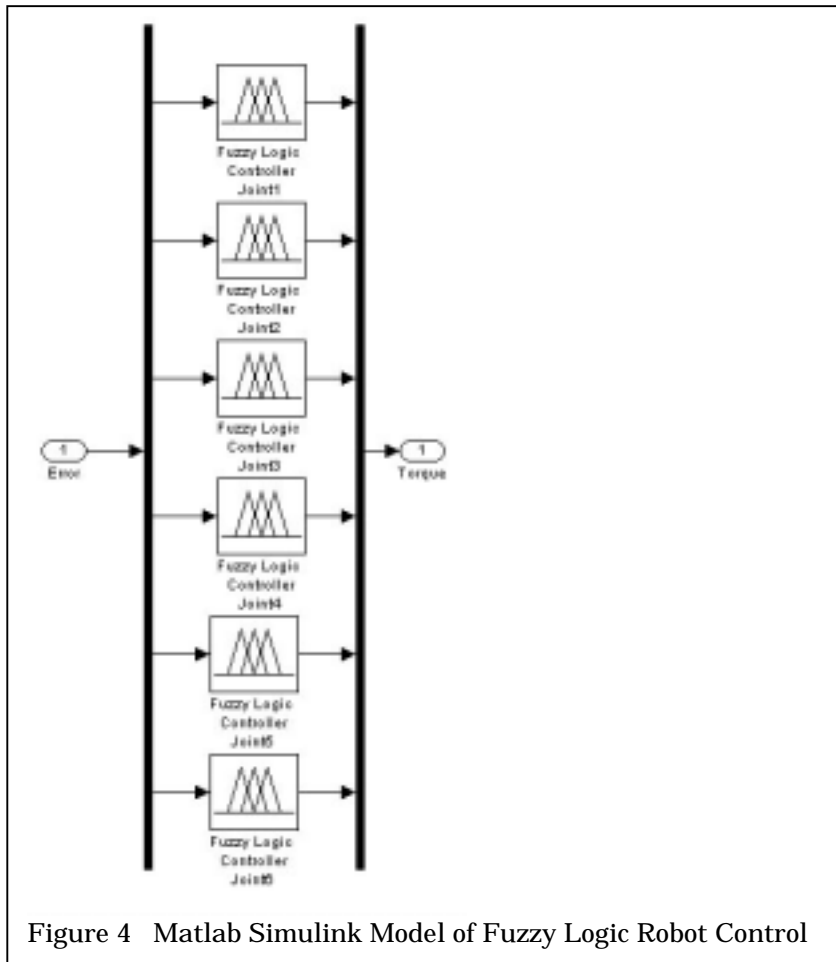 Fuzzy Logic
Controller
Joint1
Fuzzy Logic
Controller
Joint2
Fuzzy Logic
Controller
Joint3
1
Error
1
Torque
Fuzzy Logic
Controller
Joint4
Fuzzy Logic
Controller
Joint5
Fuzzy Logic
Controller
Joint6
Figure 4 Matlab Simulink Model of Fuzzy Logic Robot Control